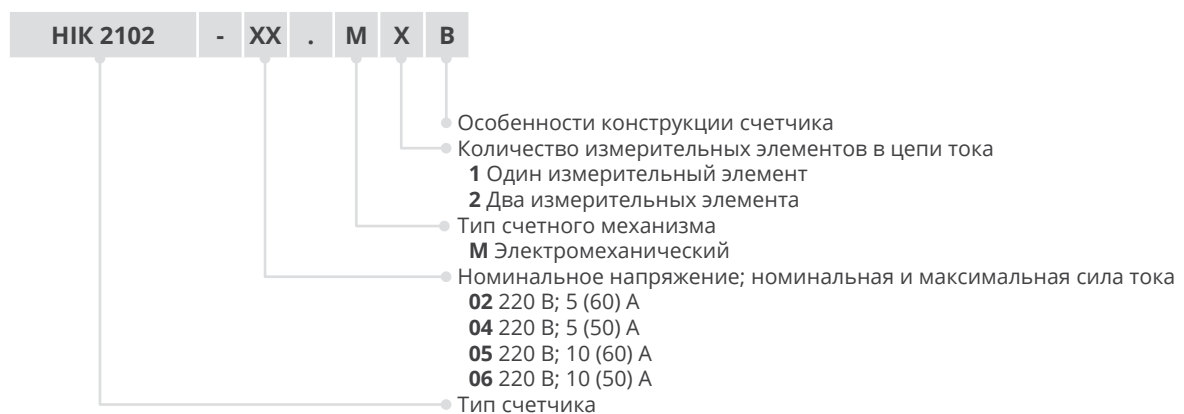 НІК 2102 - XX . М X В
Особенности конструкции счетчика
Количество измерительных элементов в цепи тока
1 Один измерительный элемент
2 Два измерительных элемента
Тип счетного механизма
М Электромеханический
Номинальное напряжение; номинальная и максимальная сила тока
02 220 В; 5 (60) А
04 220 В; 5 (50) А
05 220 В; 10 (60) А
06 220 В; 10 (50) А
Тип счетчика